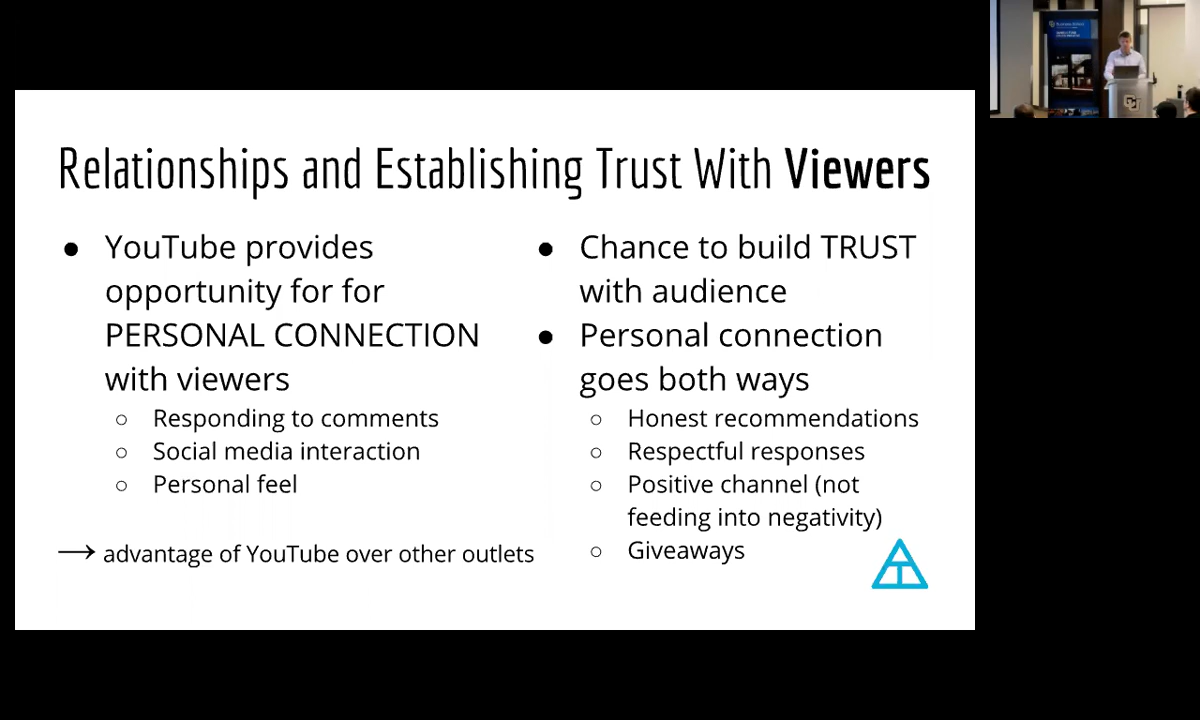 Relationships and Establishing Trust With Viewers
● YouTube provides
opportunity for for
PERSONAL CONNECTION
with viewers
○ Responding to comments
○ Social media interaction
○ Personal feel
→ advantage of YouTube over other outlets
● Chance to build TRUST
with audience
● Personal connection
goes both ways
○ Honest recommendations
○ Respectful responses
○ Positive channel (not
feeding into negativity)
○ Giveaways